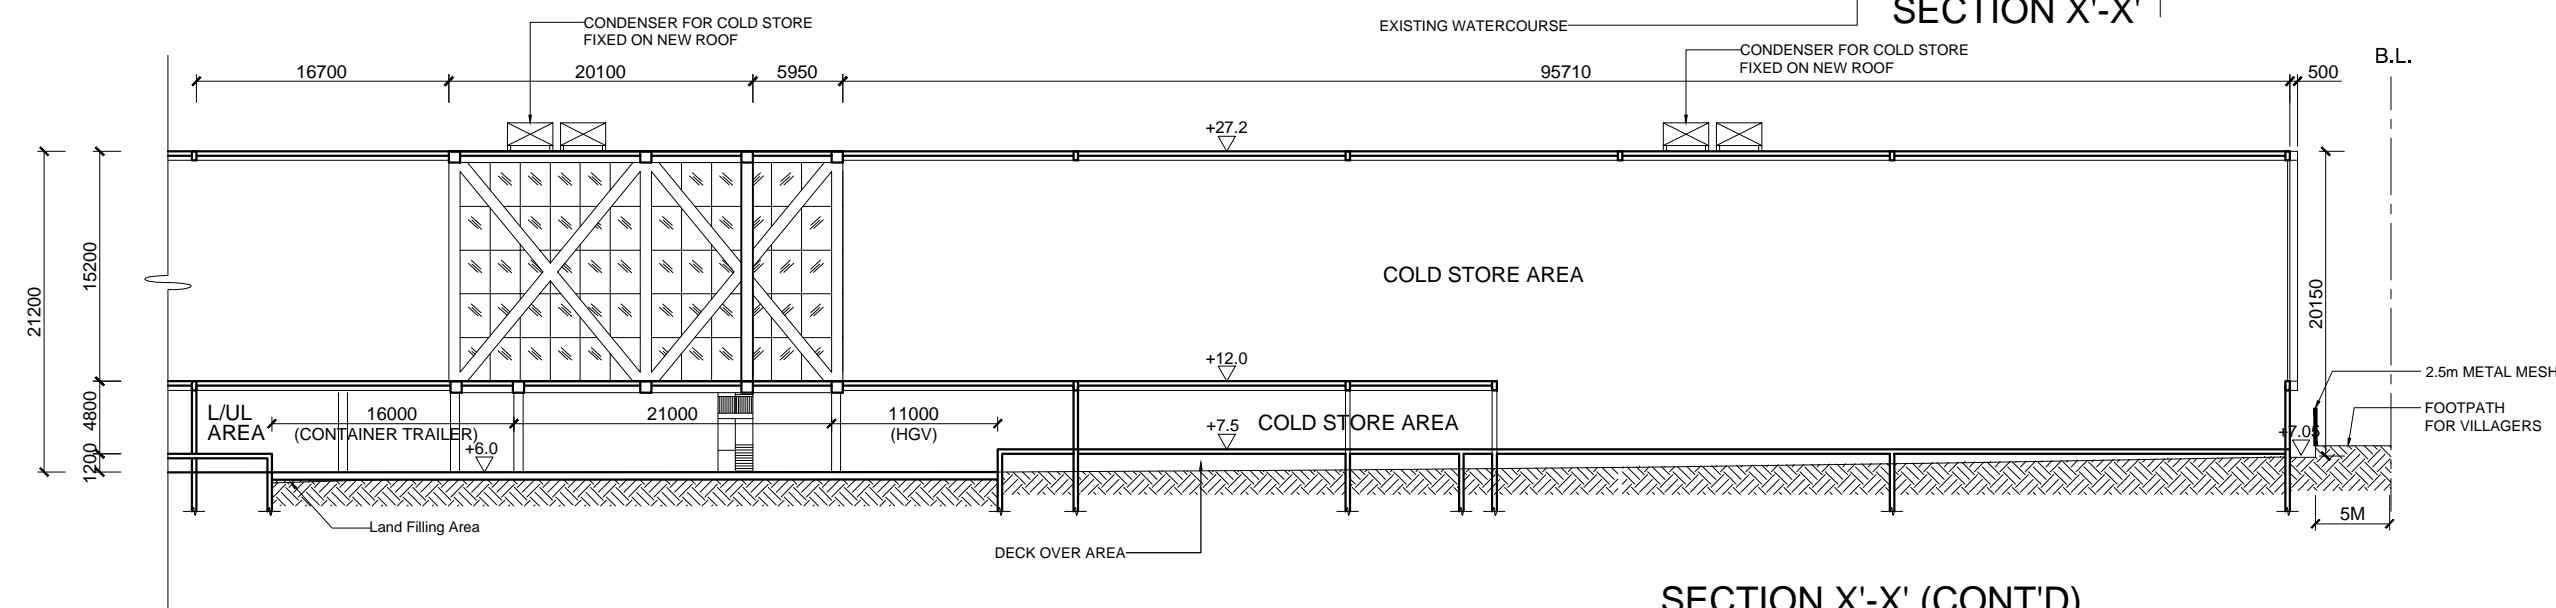 SECTION X'-X'
CONDENSER FOR COLD STORE
FIXED ON NEW ROOF
EXISTING WATERCOURSE
CONDENSER FOR COLD STORE
FIXED ON NEW ROOF
B.L.
16700
20100
5950
95710
500
+27.2
21200
15200
4800
1200
COLD STORE AREA
20150
+12.0
2.5m METAL MESH
L/UL
AREA
16000
(CONTAINER TRAILER)
21000
11000
(HGV)
+6.0
+7.5
COLD STORE AREA
+7.05
FOOTPATH
FOR VILLAGERS
Land Filling Area
DECK OVER AREA
5M
SECTION X'-X' (CONT'D)